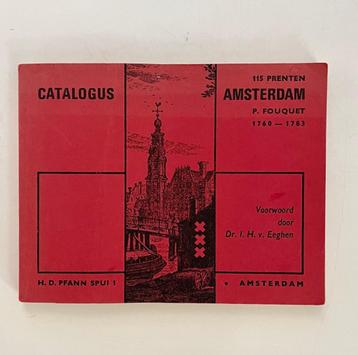 115 PRENTEN
CATALOGUS
AMSTERDAM
P. FOUQUET
1760 — 1783
Voorwoord
door
Dr. I. H. v. Eeghen
H. D. PFANN SPUI 1
AMSTERDAM